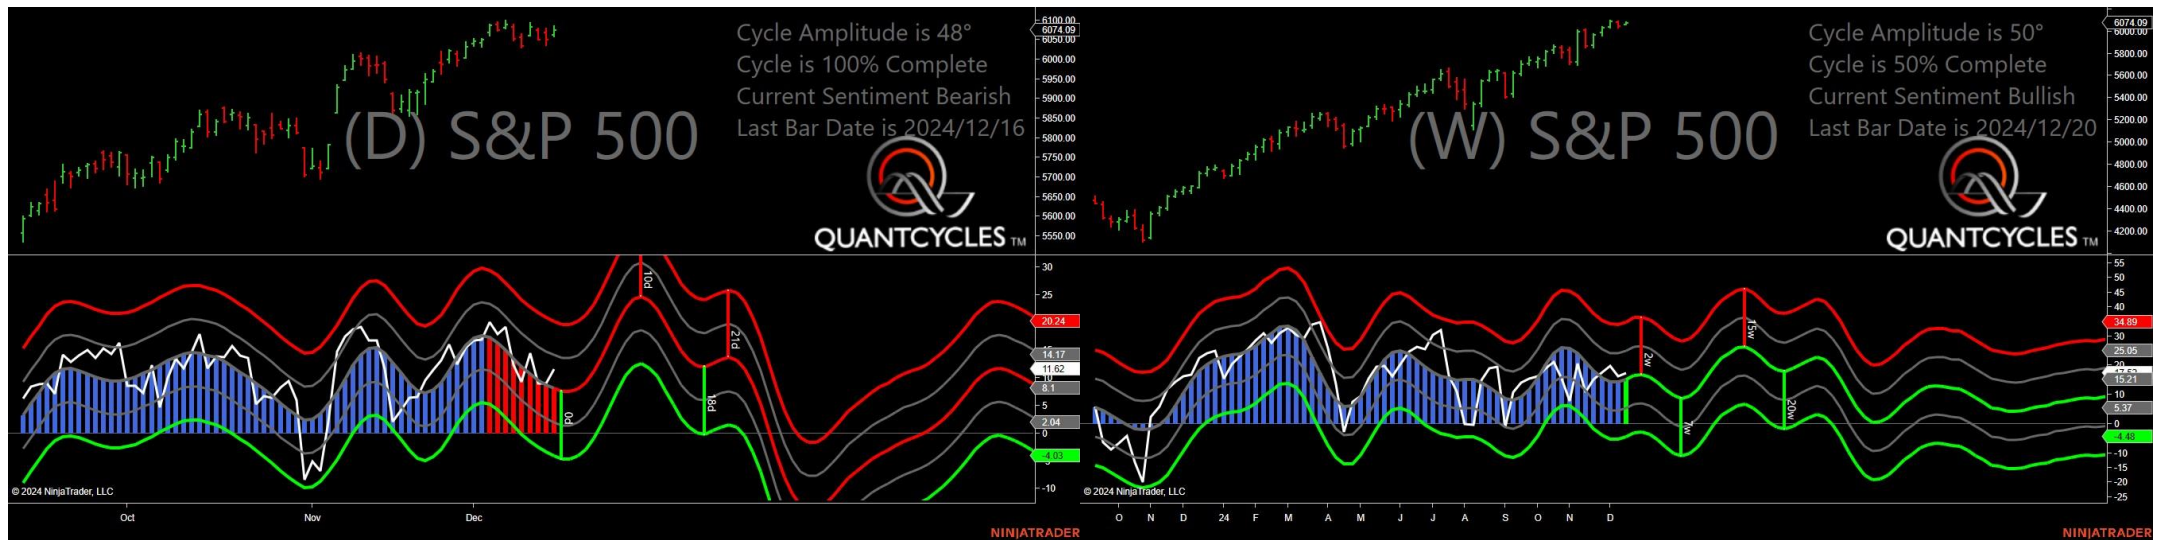 Cycle Amplitude is 48°
Cycle is 100% Complete
Current Sentiment Bearish
Last Bar Date is 2024/12/16
(D) S&P 500
QUANTCYCLES TM
6100.00
6074.09
6050.00
6000.00
5950.00
5900.00
5850.00
5800.00
5750.00
5700.00
5650.00
5600.00
5550.00
10d
21d
18d
0d
30
25
20.24
14.17
11.62
10
8.1
5
2.04
0
-4.03
-10
© 2024 NinjaTrader, LLC
Oct
Nov
Dec
NINJATRADER
Cycle Amplitude is 50°
Cycle is 50% Complete
Current Sentiment Bullish
Last Bar Date is 2024/12/20
(W) S&P 500
QUANTCYCLES TM
6074.09
6000.00
5800.00
5600.00
5400.00
5200.00
5000.00
4800.00
4600.00
4400.00
4200.00
2w
15w
7w
20w
55
50
45
40
34.89
30
25.05
15.21
10
5.37
0
-4.48
-10
-15
-20
-25
© 2024 NinjaTrader, LLC
O
N
D
24
F
M
A
M
J
J
A
S
O
N
D
NINJATRADER